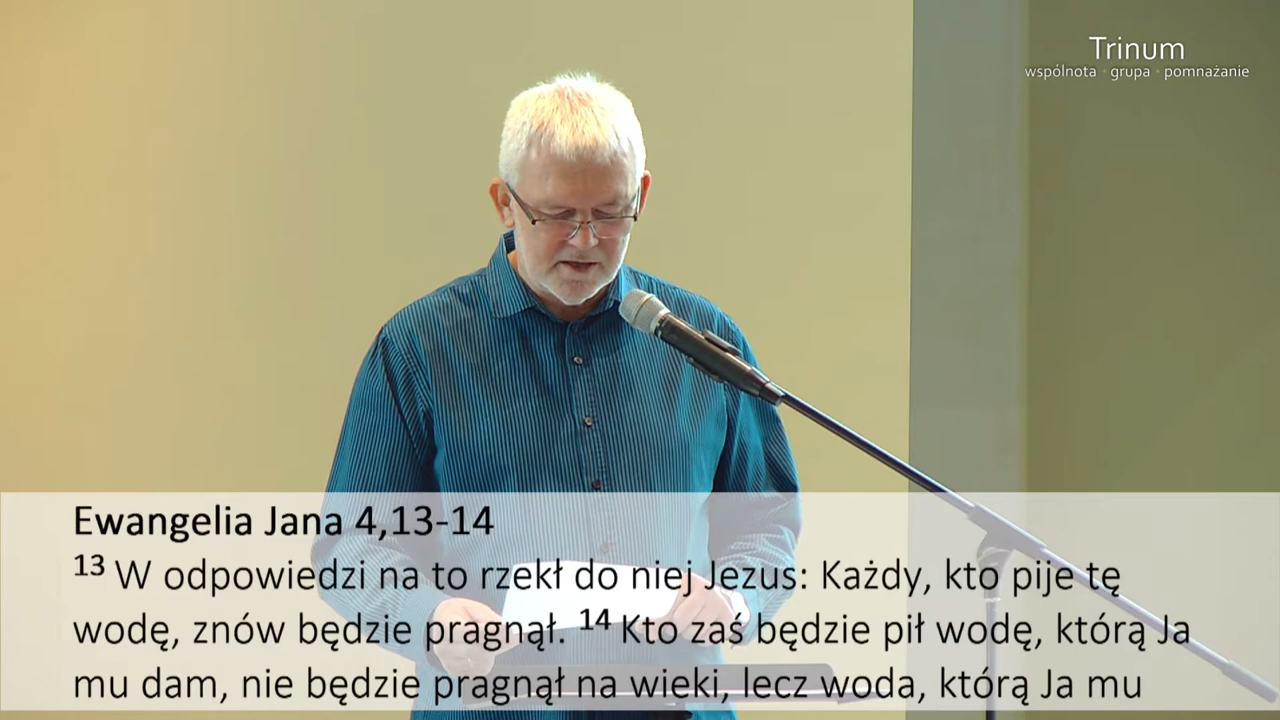 Trinum
wspólnota • grupa • pomnażanie
Ewangelia Jana 4,13-14
13 W odpowiedzi na to rzekł do niej Jezus: Każdy, kto pije tę
wodę, znów będzie pragnął. 14 Kto zaś będzie pił wodę, którą Ja
mu dam, nie będzie pragnął na wieki, lecz woda, którą Ja mu